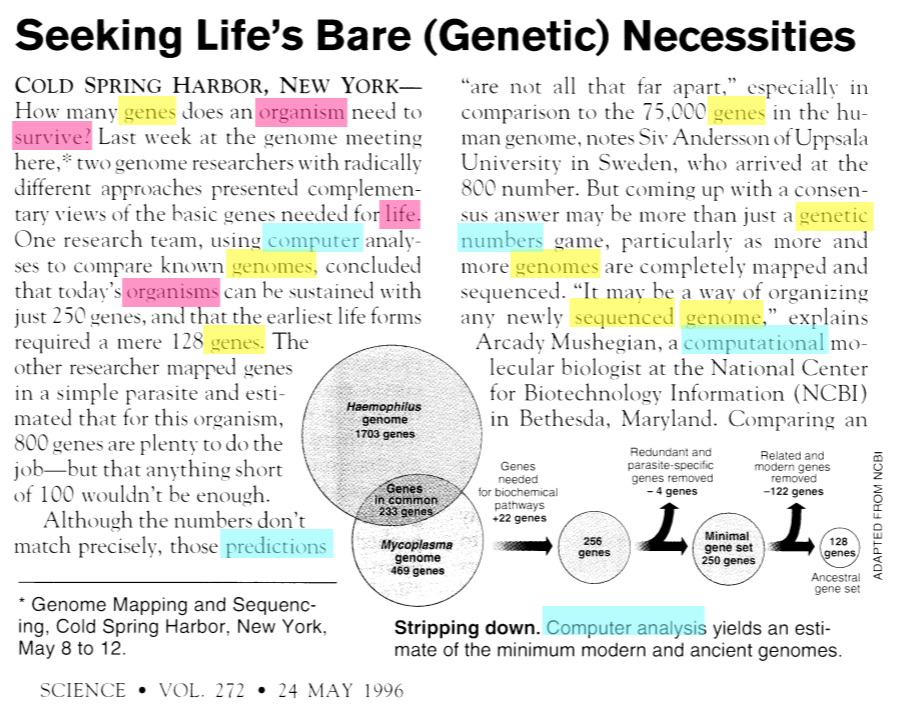 Seeking Life's Bare (Genetic) Necessities
COLD SPRING HARBOR, NEW YORK—
How many genes does an organism need to
survive? Last week at the genome meeting
here,* two genome researchers with radically
different approaches presented complemen-
tary views of the basic genes needed for life.
One research team, using computer analy-
ses to compare known genomes, concluded
that today's organisms can be sustained with
just 250 genes, and that the earliest life forms
required a mere 128 genes. The
other researcher mapped genes
in a simple parasite and esti-
mated that for this organism,
800 genes are plenty to do the
job—but that anything short
of 100 wouldn't be enough.
Although the numbers don't
match precisely, those predictions
* Genome Mapping and Sequenc-
ing, Cold Spring Harbor, New York,
May 8 to 12.
"are not all that far apart," especially in
comparison to the 75,000 genes in the hu-
man genome, notes Siv Andersson of Uppsala
University in Sweden, who arrived at the
800 number. But coming up with a consen-
sus answer may be more than just a genetic
numbers game, particularly as more and
more genomes are completely mapped and
sequenced. "It may be a way of organizing
any newly sequenced genome," explains
Arcady Mushegian, a computational mo-
lecular biologist at the National Center
for Biotechnology Information (NCBI)
in Bethesda, Maryland. Comparing an
Haemophilus
genome
1703 genes
Genes
in common
233 genes
Mycoplasma
genome
469 genes
Genes
needed
for biochemical
pathways
+22 genes
256
genes
Redundant and
parasite-specific
genes removed
– 4 genes
Minimal
gene set
250 genes
Related and
modern genes
removed
–122 genes
128
genes
Ancestral
gene set
ADAPTED FROM NCBI
Stripping down. Computer analysis yields an esti-
mate of the minimum modern and ancient genomes.
SCIENCE • VOL. 272 • 24 MAY 1996